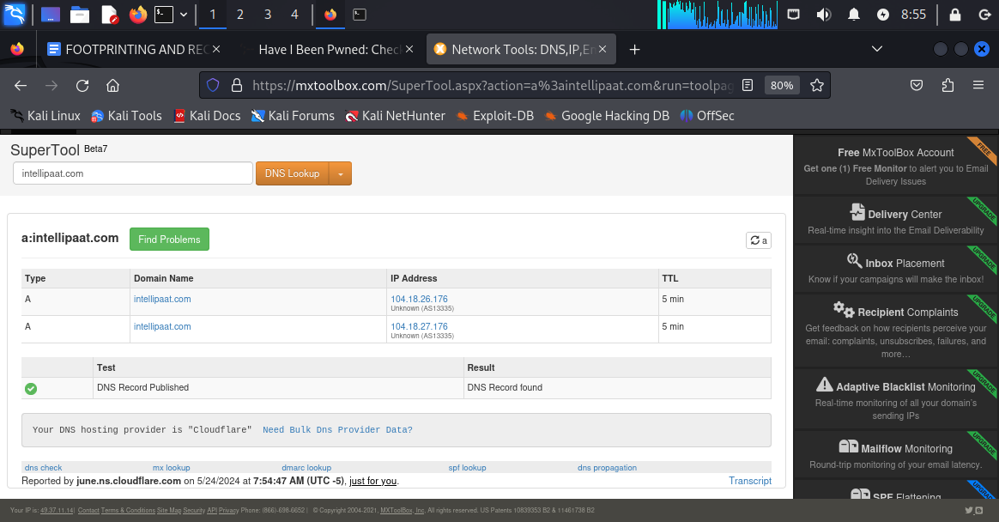 1 2 3 4 8:55
FOOTPRINTING AND REC
Have I Been Pwned: Chec
Network Tools: DNS,IP,Em
https://mxtoolbox.com/SuperTool.aspx?action=a%3aintellipaat.com&run=toolpag
80%
Kali Linux Kali Tools Kali Docs Kali Forums Kali NetHunter Exploit-DB Google Hacking DB OffSec
SuperTool Beta7
intellipaat.com DNS Lookup
a:intellipaat.com Find Problems a
Type Domain Name IP Address TTL
A intellipaat.com 104.18.26.176 5 min
Unknown (AS13335)
A intellipaat.com 104.18.27.176 5 min
Unknown (AS13335)
Test Result
DNS Record Published DNS Record found
Your DNS hosting provider is "Cloudflare" Need Bulk Dns Provider Data?
dns check mx lookup dmarc lookup spf lookup dns propagation
Reported by june.ns.cloudflare.com on 5/24/2024 at 7:54:47 AM (UTC -5), just for you. Transcript
FREE
Free MxToolBox Account
Get one (1) Free Monitor to alert you to Email
Delivery Issues
UPGRADE
Delivery Center
Real-time insight into the Email Deliverability
UPGRADE
Inbox Placement
Know if your campaigns will make the inbox!
UPGRADE
Recipient Complaints
Get feedback on how recipients perceive your
email: complaints, unsubscribes, failures, and
more…
UPGRADE
Adaptive Blacklist Monitoring
Real-time monitoring of all your domain's
sending IPs
UPGRADE
Mailflow Monitoring
Round-trip monitoring of your email latency.
UPGRADE
SPF Flattening
Your IP is: 49.37.11.14| Contact Terms & Conditions Site Map Security API Privacy Phone: (866)-698-6652 | © Copyright 2004-2021, MXToolBox, Inc. All rights reserved. US Patents 10839353 B2 & 11461738 B2